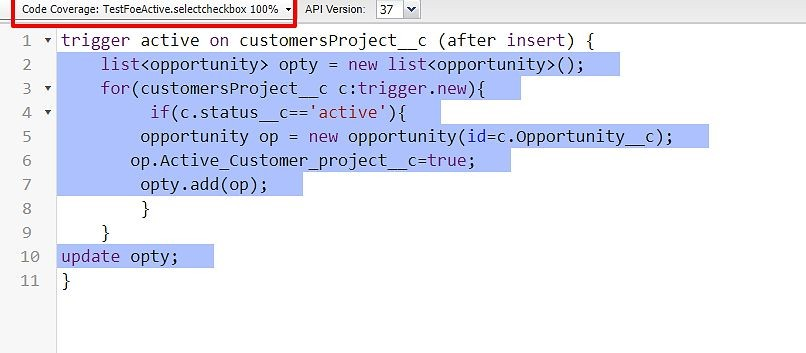 Code Coverage: TestFoeActive.selectcheckbox 100% API Version: 37
1 trigger active on customersProject__c (after insert) {
2 list<opportunity> opty = new list<opportunity>();
3 for(customersProject__c c:trigger.new){
4 if(c.status__c=='active'){
5 opportunity op = new opportunity(id=c.Opportunity__c);
6 op.Active_Customer_project__c=true;
7 opty.add(op);
8 }
9 }
10 update opty;
11 }